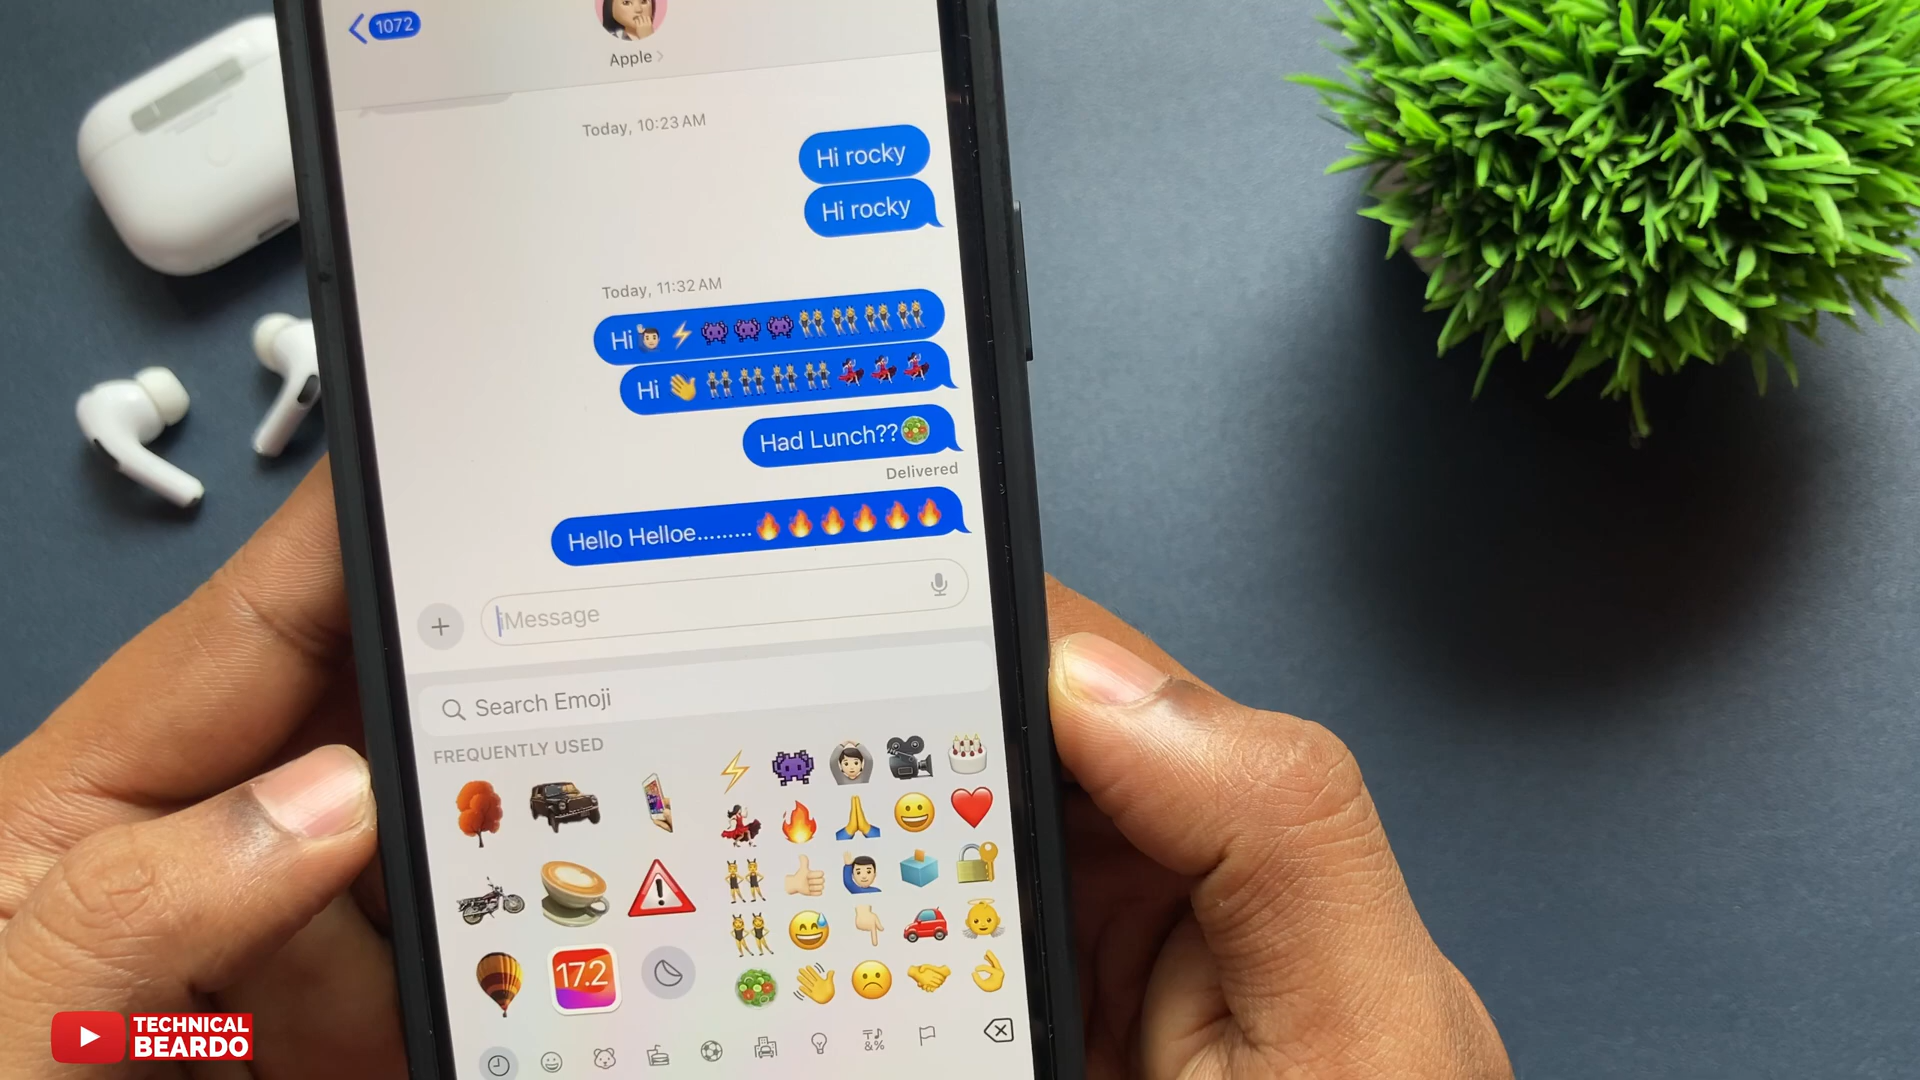 1072
Apple
Today, 10:23 AM
Hi rocky
Hi rocky
Today, 11:32 AM
Hi🙋🏻‍♂️⚡👾👾👾👯👯👯👯
Hi 👋👯👯👯👯💃💃💃
Had Lunch??🥗
Delivered
Hello Helloe.........🔥🔥🔥🔥🔥🔥
iMessage
Search Emoji
FREQUENTLY USED
17.2
TECHNICAL
BEARDO